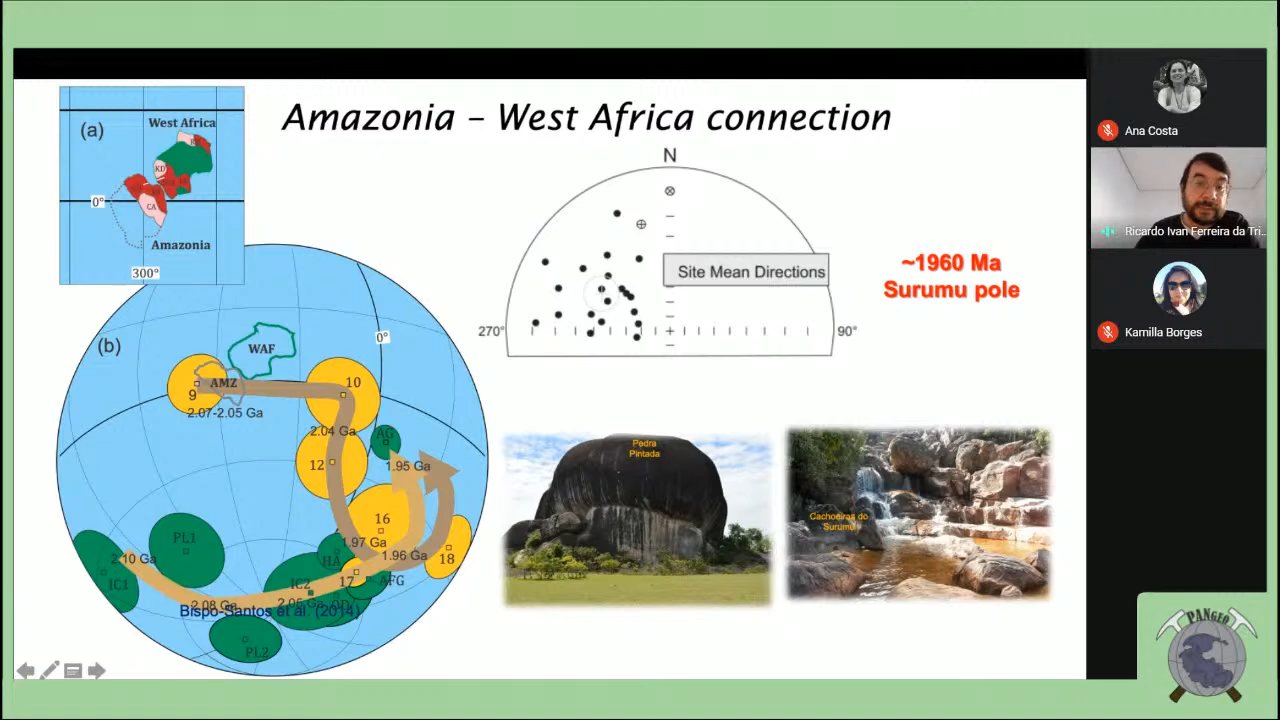 Amazonia – West Africa connection
(a)
West Africa
KD
CA
0°
Amazonia
300°
N
Site Mean Directions
270°
90°
~1960 Ma
Surumu pole
(b)
WAF
0°
AMZ
9
10
2.07-2.05 Ga
2.04 Ga
AG
12
1.95 Ga
16
1.97 Ga
PL1
2.10 Ga
HA
1.96 Ga
18
IC1
IC2
17
AFG
2.08 Ga
Bispo-Santos et al. (2014)
PL2
Pedra
Pintada
Cachoeiras do
Surumu
Ana Costa
Ricardo Ivan Ferreira da Tri...
Kamilla Borges
PANGEO